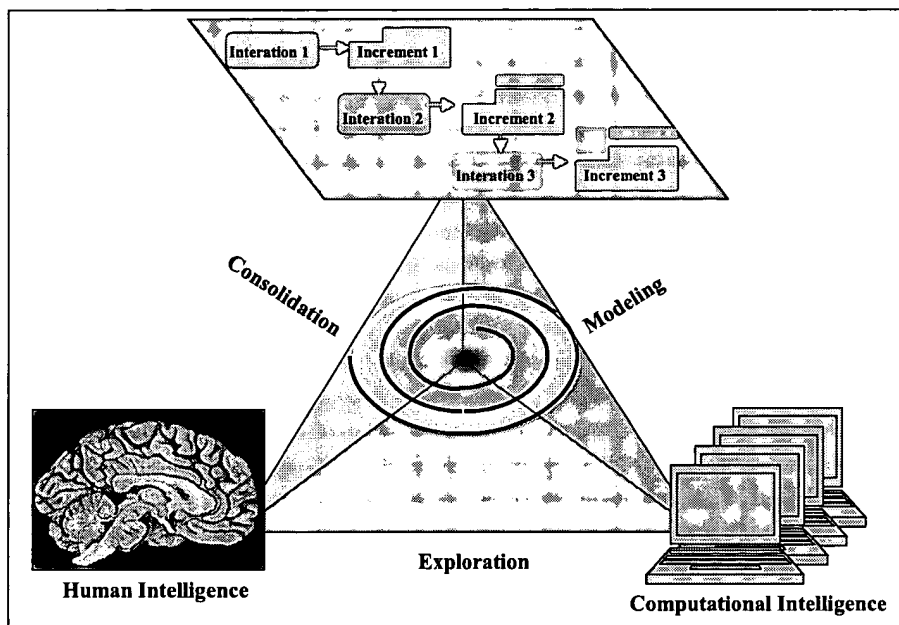 Interation 1
Increment 1
Interation 2
Increment 2
Interation 3
Increment 3
Consolidation
Modeling
Exploration
Human Intelligence
Computational Intelligence